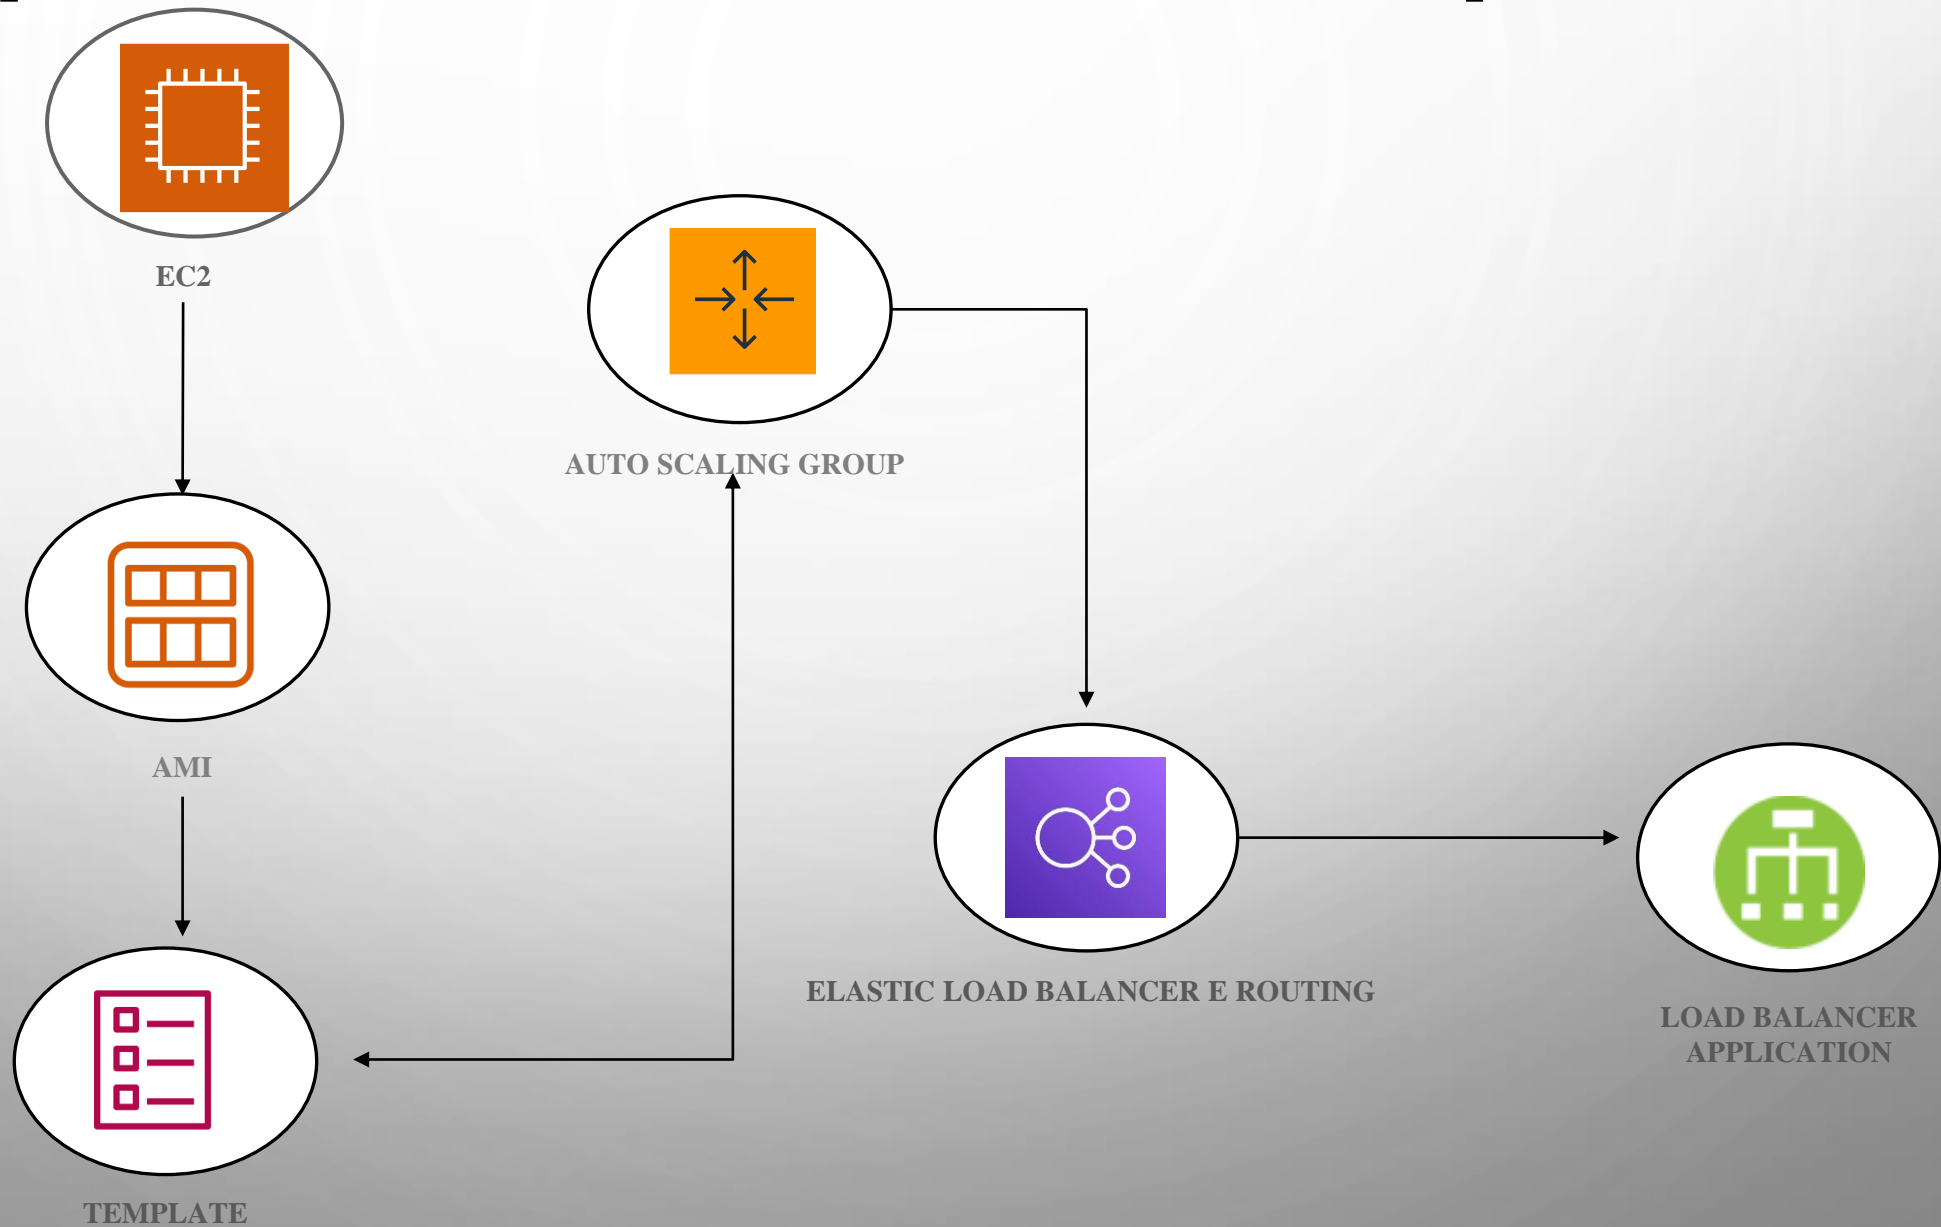 EC2
AUTO SCALING GROUP
AMI
ELASTIC LOAD BALANCER E ROUTING
LOAD BALANCER
APPLICATION
TEMPLATE